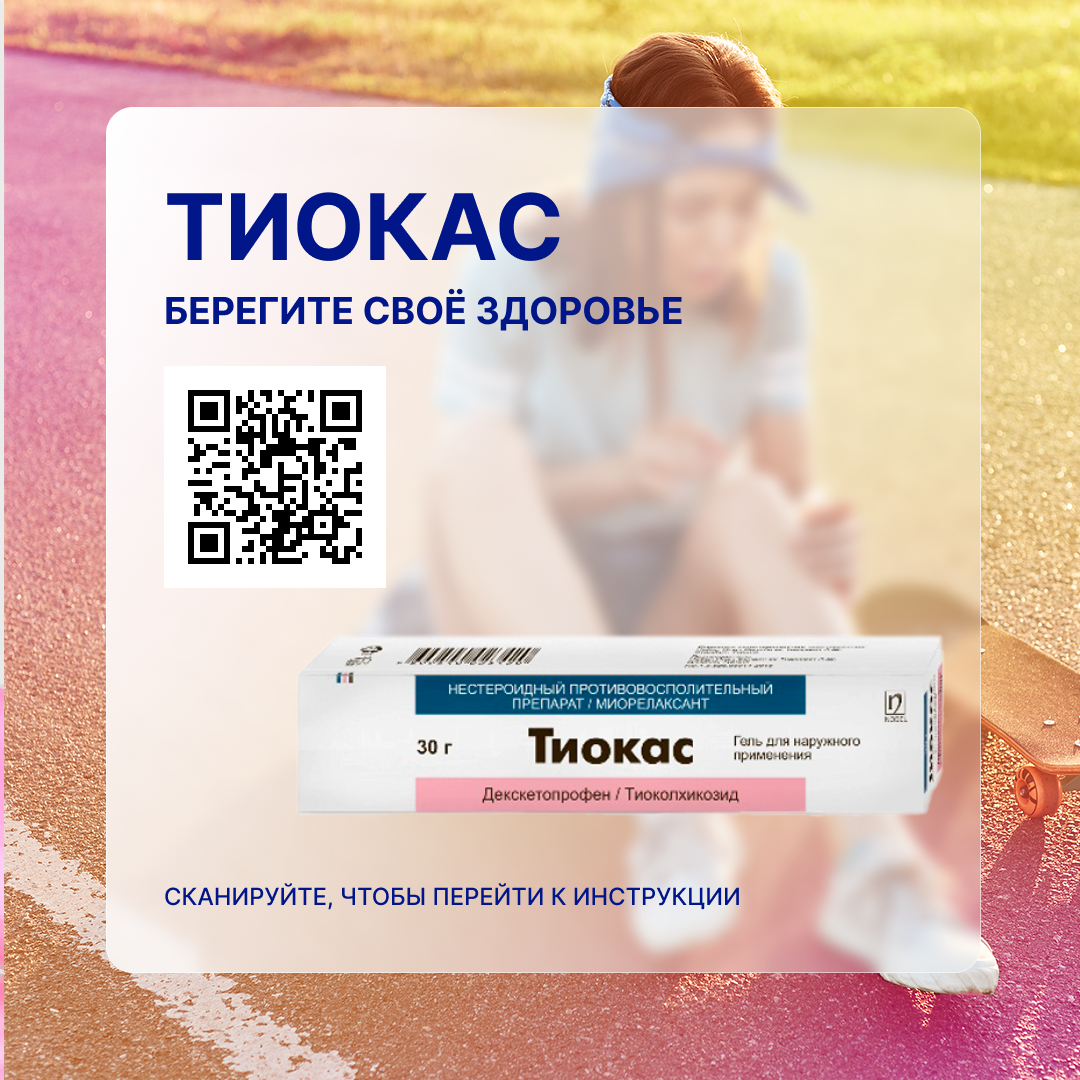 ТИОКАС
БЕРЕГИТЕ СВОЁ ЗДОРОВЬЕ
НЕСТЕРОИДНЫЙ ПРОТИВОВОСПОЛИТЕЛЬНЫЙ
ПРЕПАРАТ / МИОРЕЛАКСАНТ
30 г
Тиокас
Гель для наружного
применения
NOBEL
Декскетопрофен / Тиоколхикозид
СКАНИРУЙТЕ, ЧТОБЫ ПЕРЕЙТИ К ИНСТРУКЦИИ